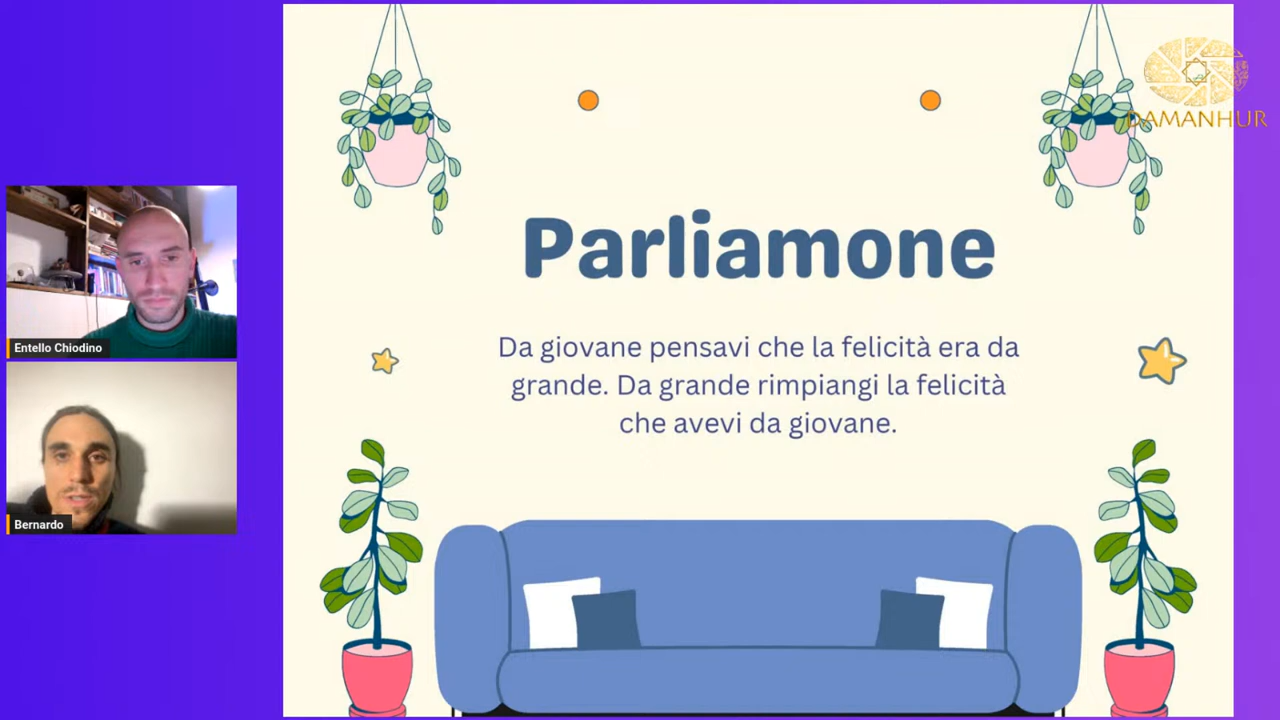 DAMANHUR
Parliamone
Da giovane pensavi che la felicità era da
grande. Da grande rimpiangi la felicità
che avevi da giovane.
Entello Chiodino
Bernardo